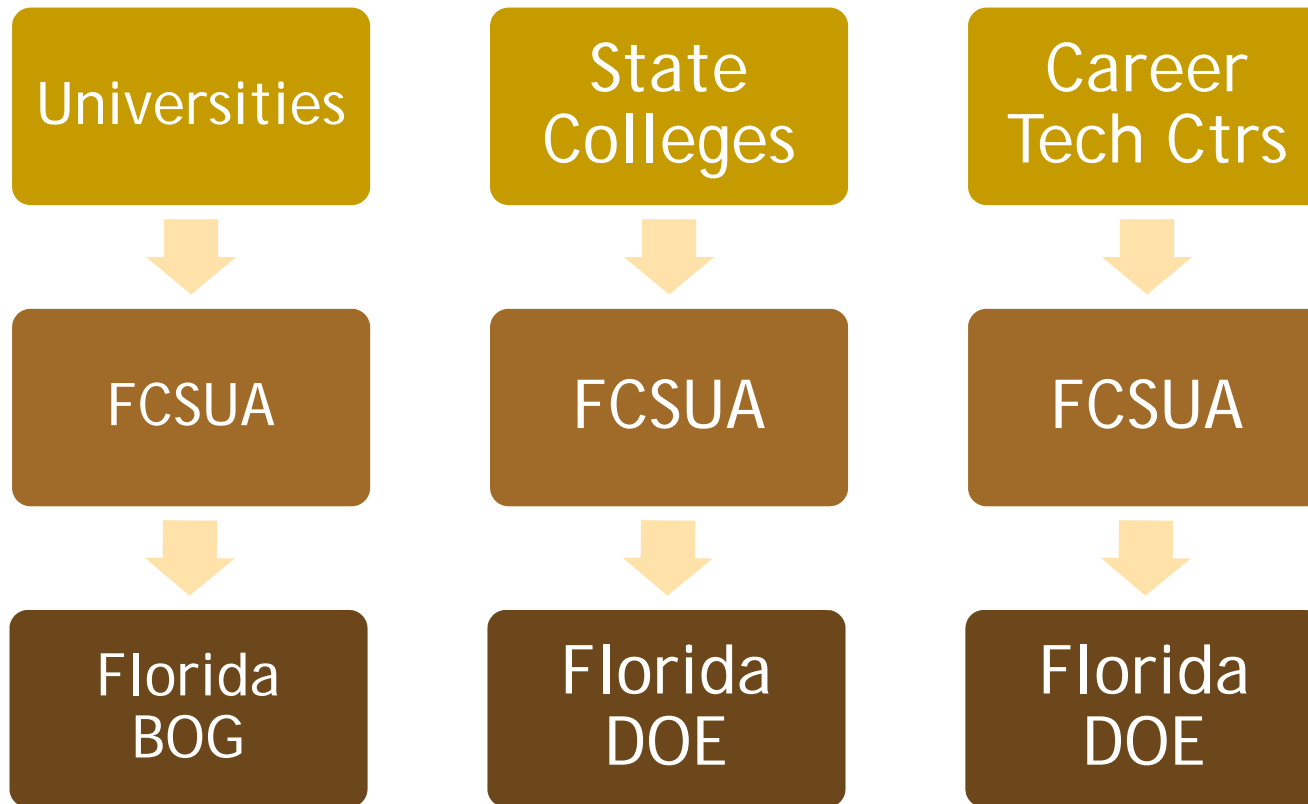 Universities
State
Colleges
Career
Tech Ctrs
FCSUA
FCSUA
FCSUA
Florida
BOG
Florida
DOE
Florida
DOE